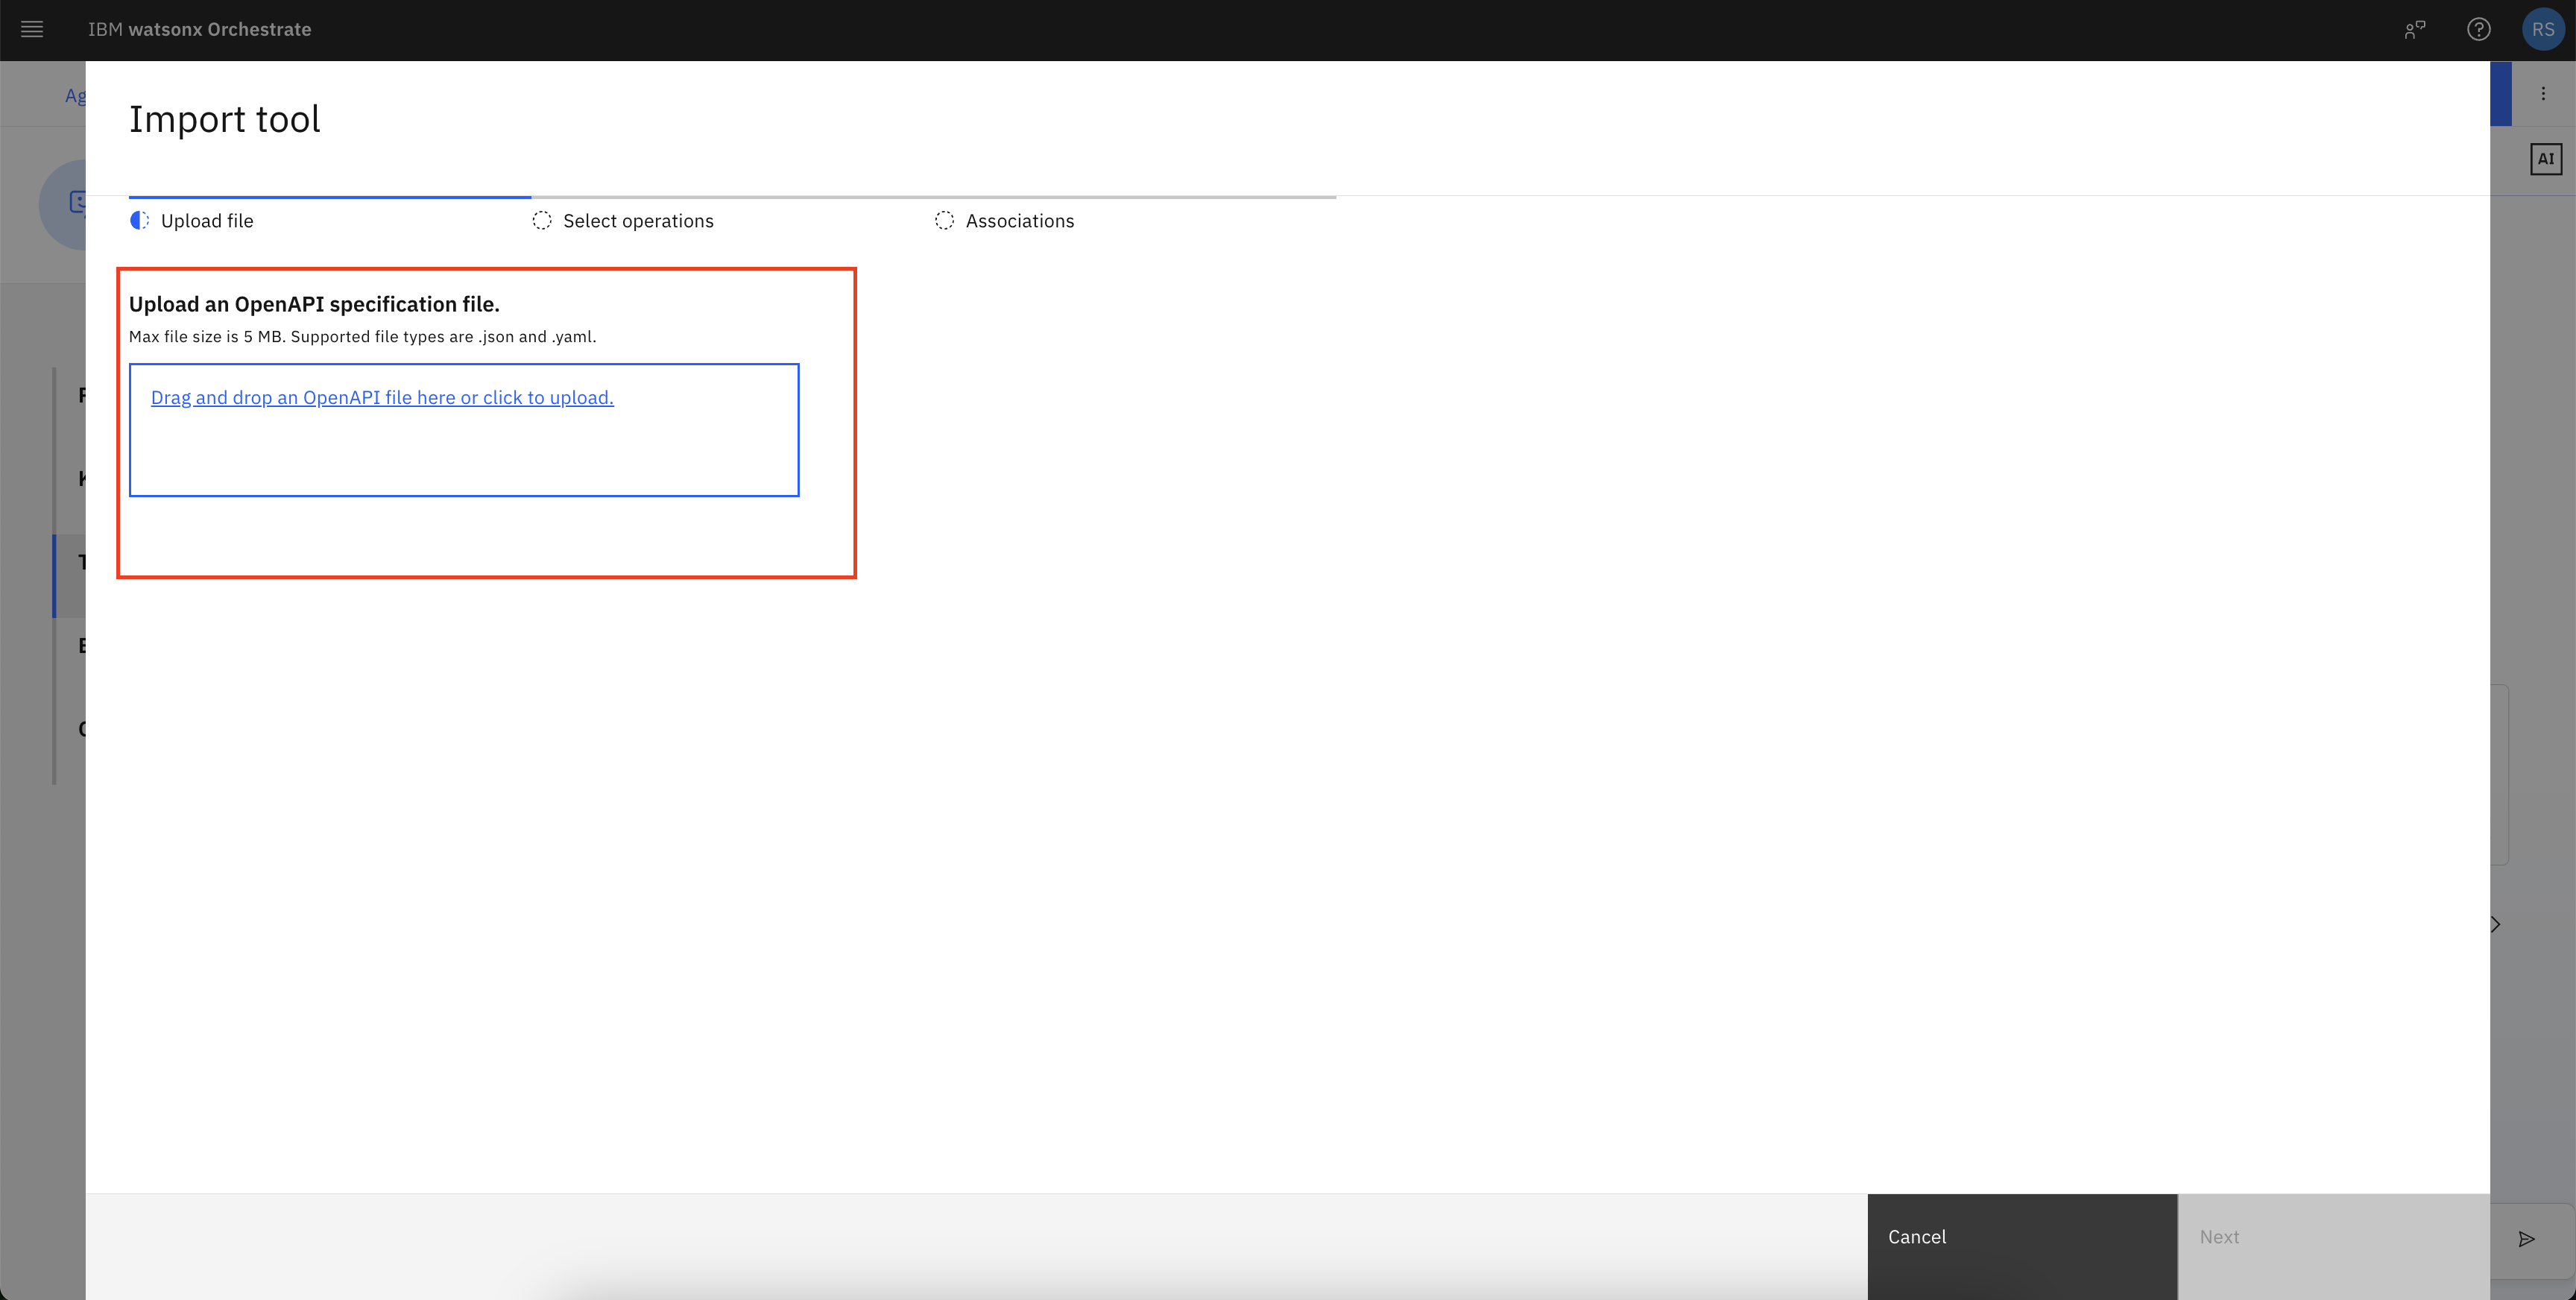 IBM watsonx Orchestrate
RS
Ag
Import tool
AI
Upload file
Select operations
Associations
Upload an OpenAPI specification file.
Max file size is 5 MB. Supported file types are .json and .yaml.
Drag and drop an OpenAPI file here or click to upload.
Cancel
Next